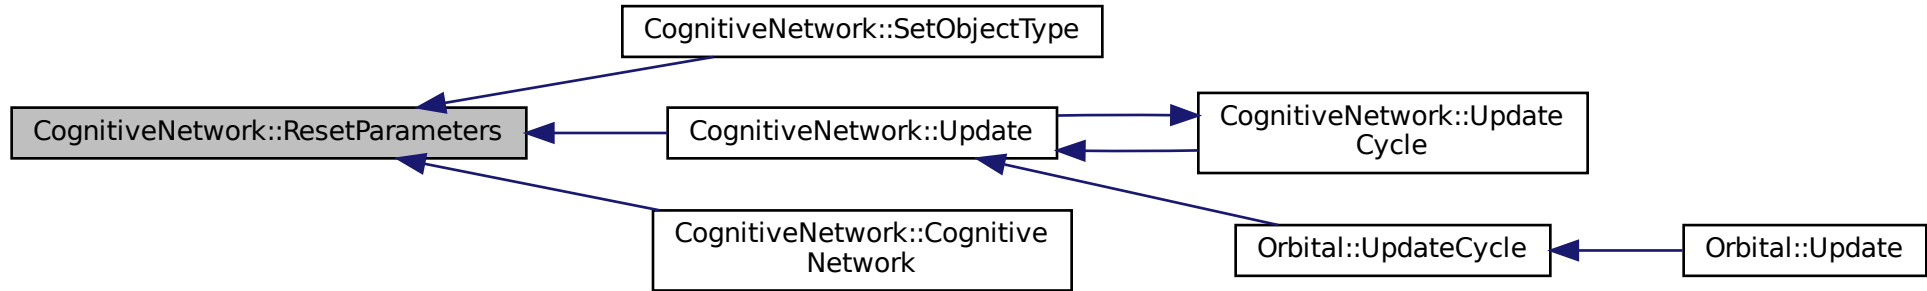 CognitiveNetwork::SetObjectType
CognitiveNetwork::ResetParameters
CognitiveNetwork::Update
CognitiveNetwork::Update
Cycle
CognitiveNetwork::Cognitive
Network
Orbital::UpdateCycle
Orbital::Update